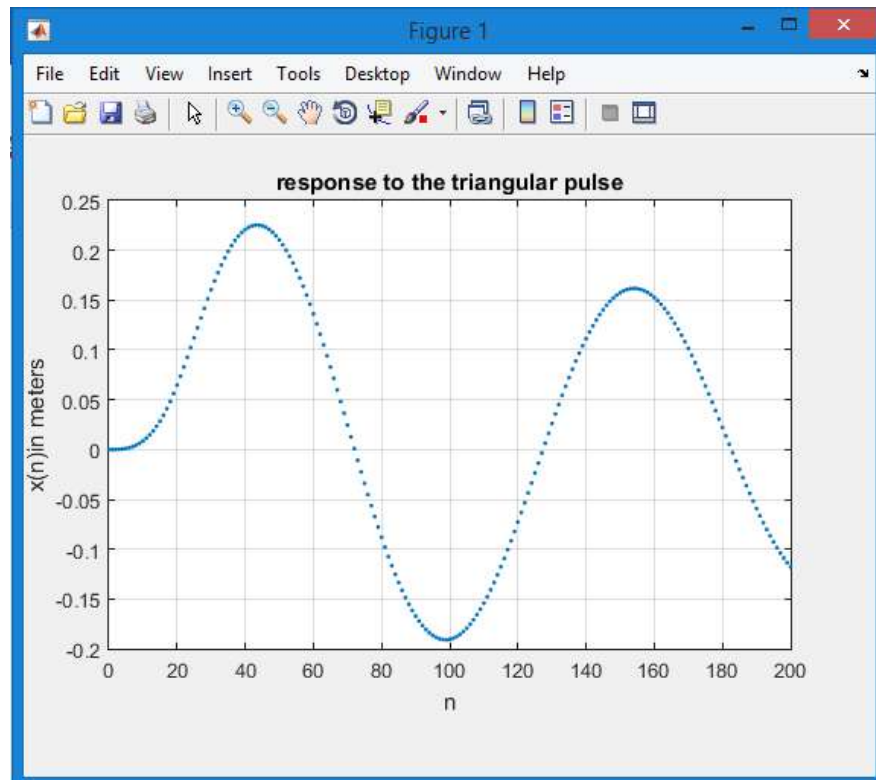 Figure 1
File Edit View Insert Tools Desktop Window Help
response to the triangular pulse
0.25
0.2
0.15
0.1
0.05
0
-0.05
-0.1
-0.15
-0.2
x(n)in meters
0 20 40 60 80 100 120 140 160 180 200
n